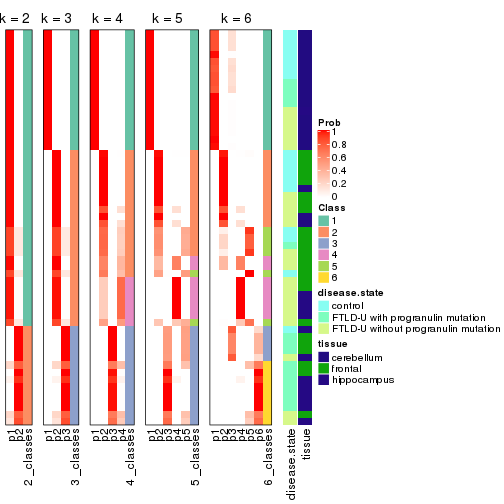 k = 2 k = 3 k = 4 k = 5 k = 6
Prob
1
0.8
0.6
0.4
0.2
0
Class
1
2
3
4
5
6
disease.state
control
FTLD-U with progranulin mutation
FTLD-U without progranulin mutation
tissue
cerebellum
frontal
hippocampus
p1 p2 2_classes p1 p2 p3 3_classes p1 p2 p3 p4 4_classes p1 p2 p3 p4 p5 5_classes p1 p2 p3 p4 p5 p6 6_classes disease.state tissue